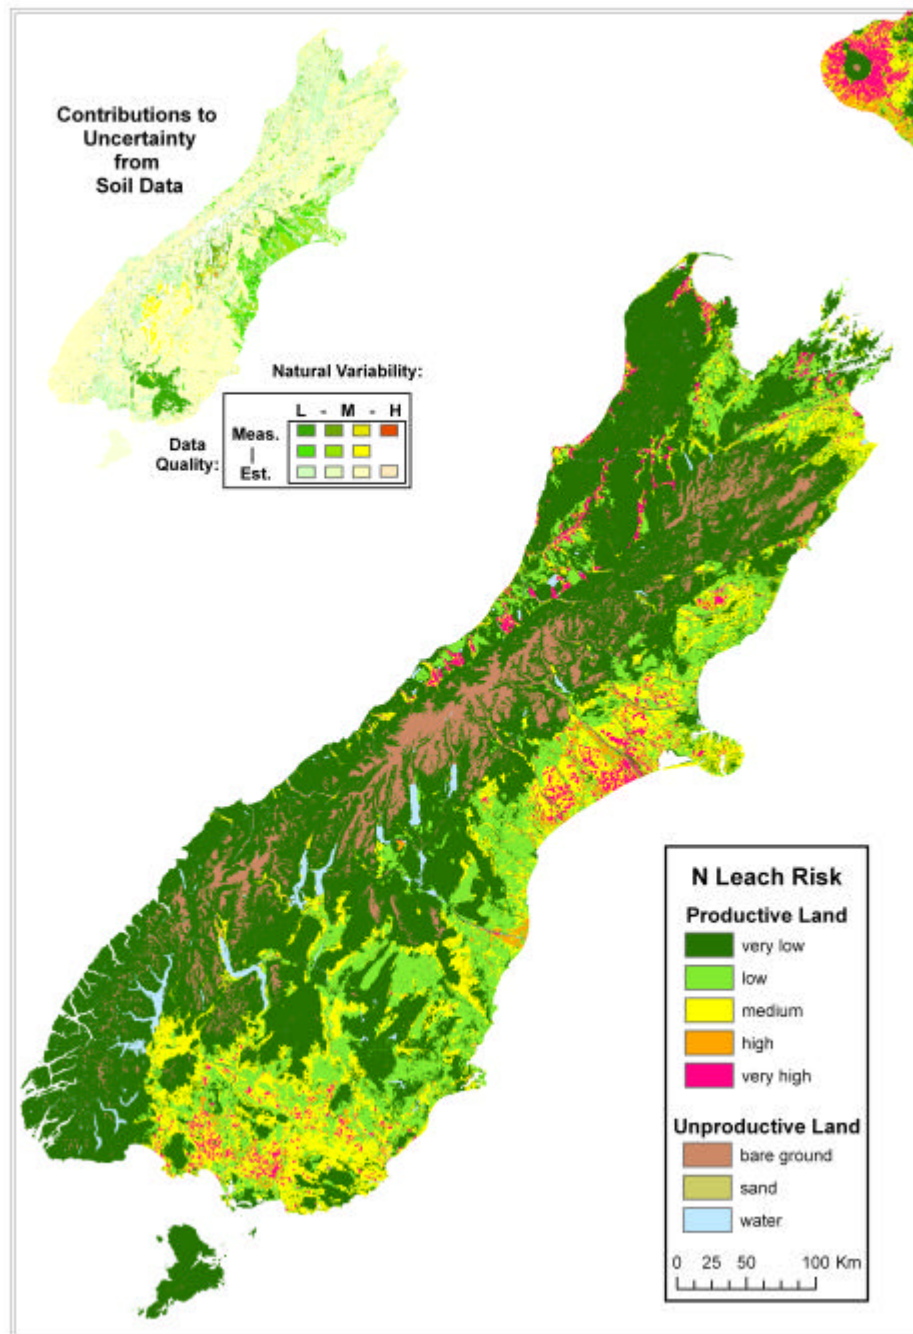 Contributions to
Uncertainty
from
Soil Data
Natural Variability:
L - M - H
Data
Quality:
Meas.
|
Est.
N Leach Risk
Productive Land
very low
low
medium
high
very high
Unproductive Land
bare ground
sand
water
0 25 50 100 Km